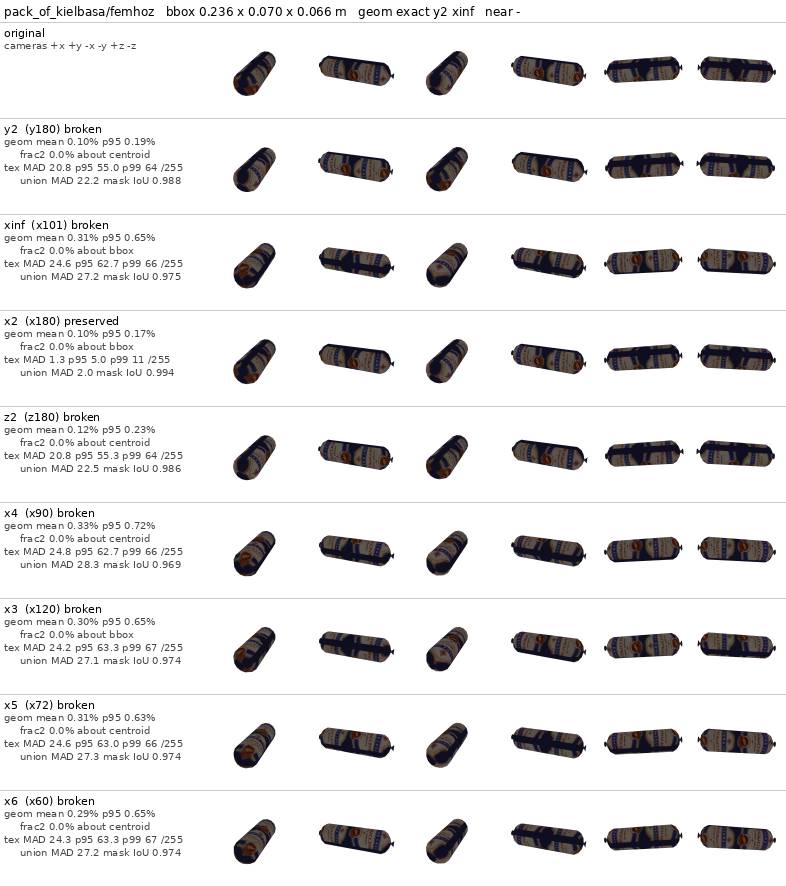 pack_of_kielbasa/femhoz   bbox 0.236 x 0.070 x 0.066 m   geom exact y2 xinf   near -
original
cameras +x +y -x -y +z -z
y2  (y180) broken
geom mean 0.10% p95 0.19%
frac2 0.0% about centroid
tex MAD 20.8 p95 55.0 p99 64 /255
union MAD 22.2 mask IoU 0.988
xinf  (x101) broken
geom mean 0.31% p95 0.65%
frac2 0.0% about bbox
tex MAD 24.6 p95 62.7 p99 66 /255
union MAD 27.2 mask IoU 0.975
x2  (x180) preserved
geom mean 0.10% p95 0.17%
frac2 0.0% about bbox
tex MAD 1.3 p95 5.0 p99 11 /255
union MAD 2.0 mask IoU 0.994
z2  (z180) broken
geom mean 0.12% p95 0.23%
frac2 0.0% about centroid
tex MAD 20.8 p95 55.3 p99 64 /255
union MAD 22.5 mask IoU 0.986
x4  (x90) broken
geom mean 0.33% p95 0.72%
frac2 0.0% about centroid
tex MAD 24.8 p95 62.7 p99 66 /255
union MAD 28.3 mask IoU 0.969
x3  (x120) broken
geom mean 0.30% p95 0.65%
frac2 0.0% about bbox
tex MAD 24.2 p95 63.3 p99 67 /255
union MAD 27.1 mask IoU 0.974
x5  (x72) broken
geom mean 0.31% p95 0.63%
frac2 0.0% about centroid
tex MAD 24.6 p95 63.0 p99 66 /255
union MAD 27.3 mask IoU 0.974
x6  (x60) broken
geom mean 0.29% p95 0.65%
frac2 0.0% about centroid
tex MAD 24.3 p95 63.3 p99 67 /255
union MAD 27.2 mask IoU 0.974